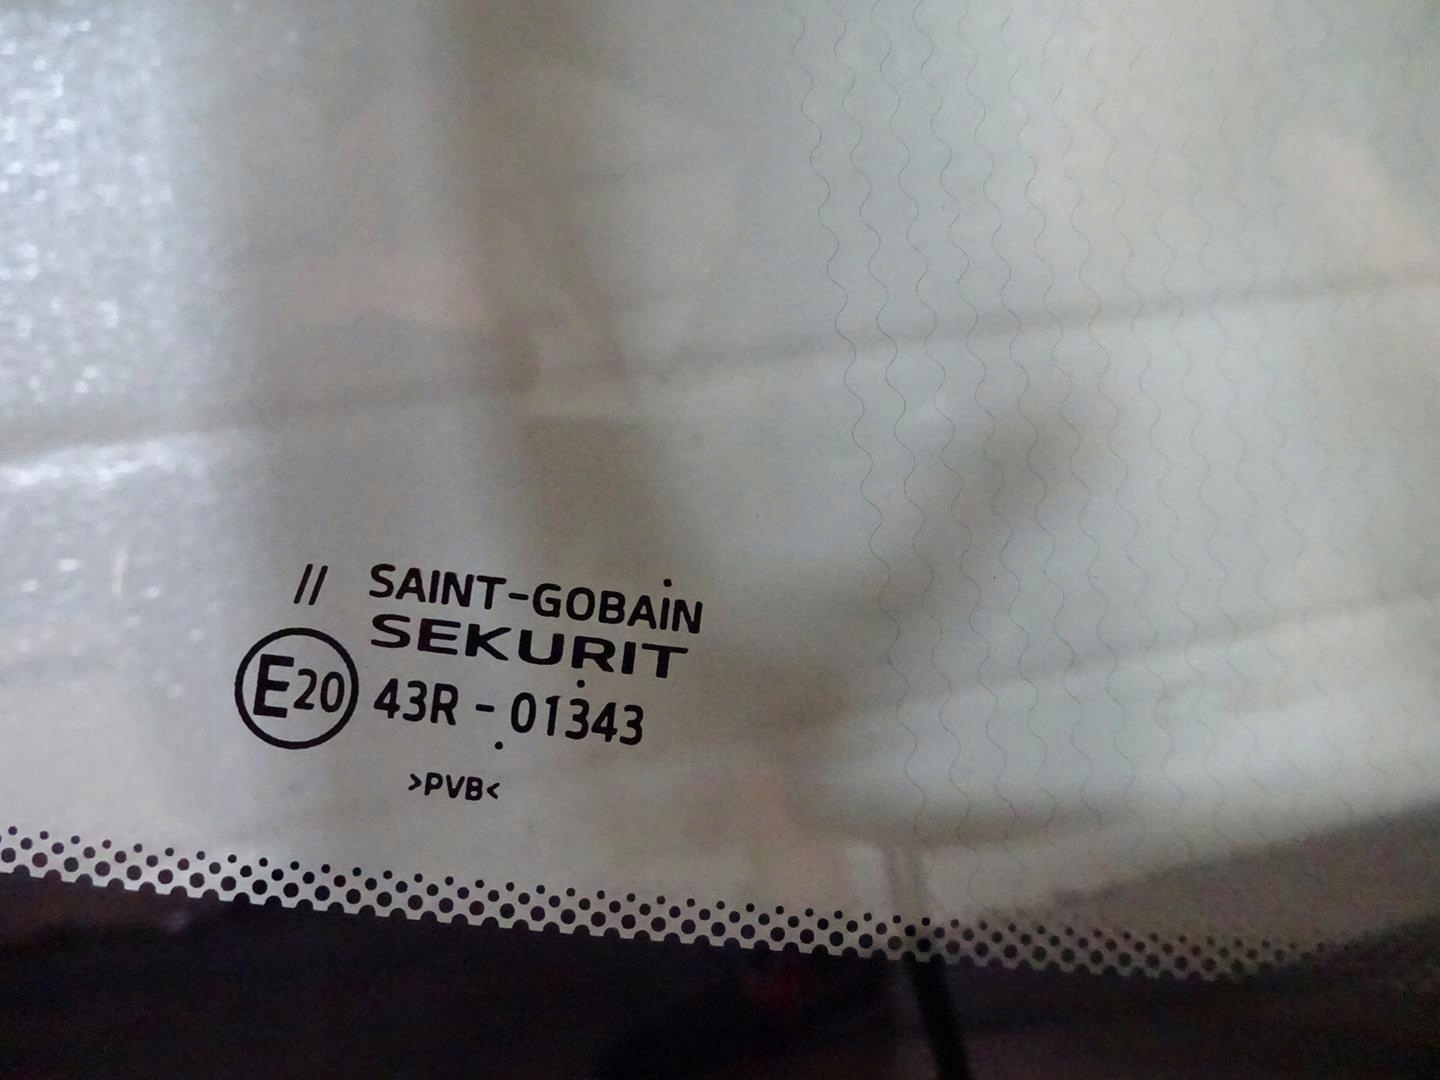 // SAINT-GOBAIN
SEKURIT
E20 43R - 01343
>PVB<